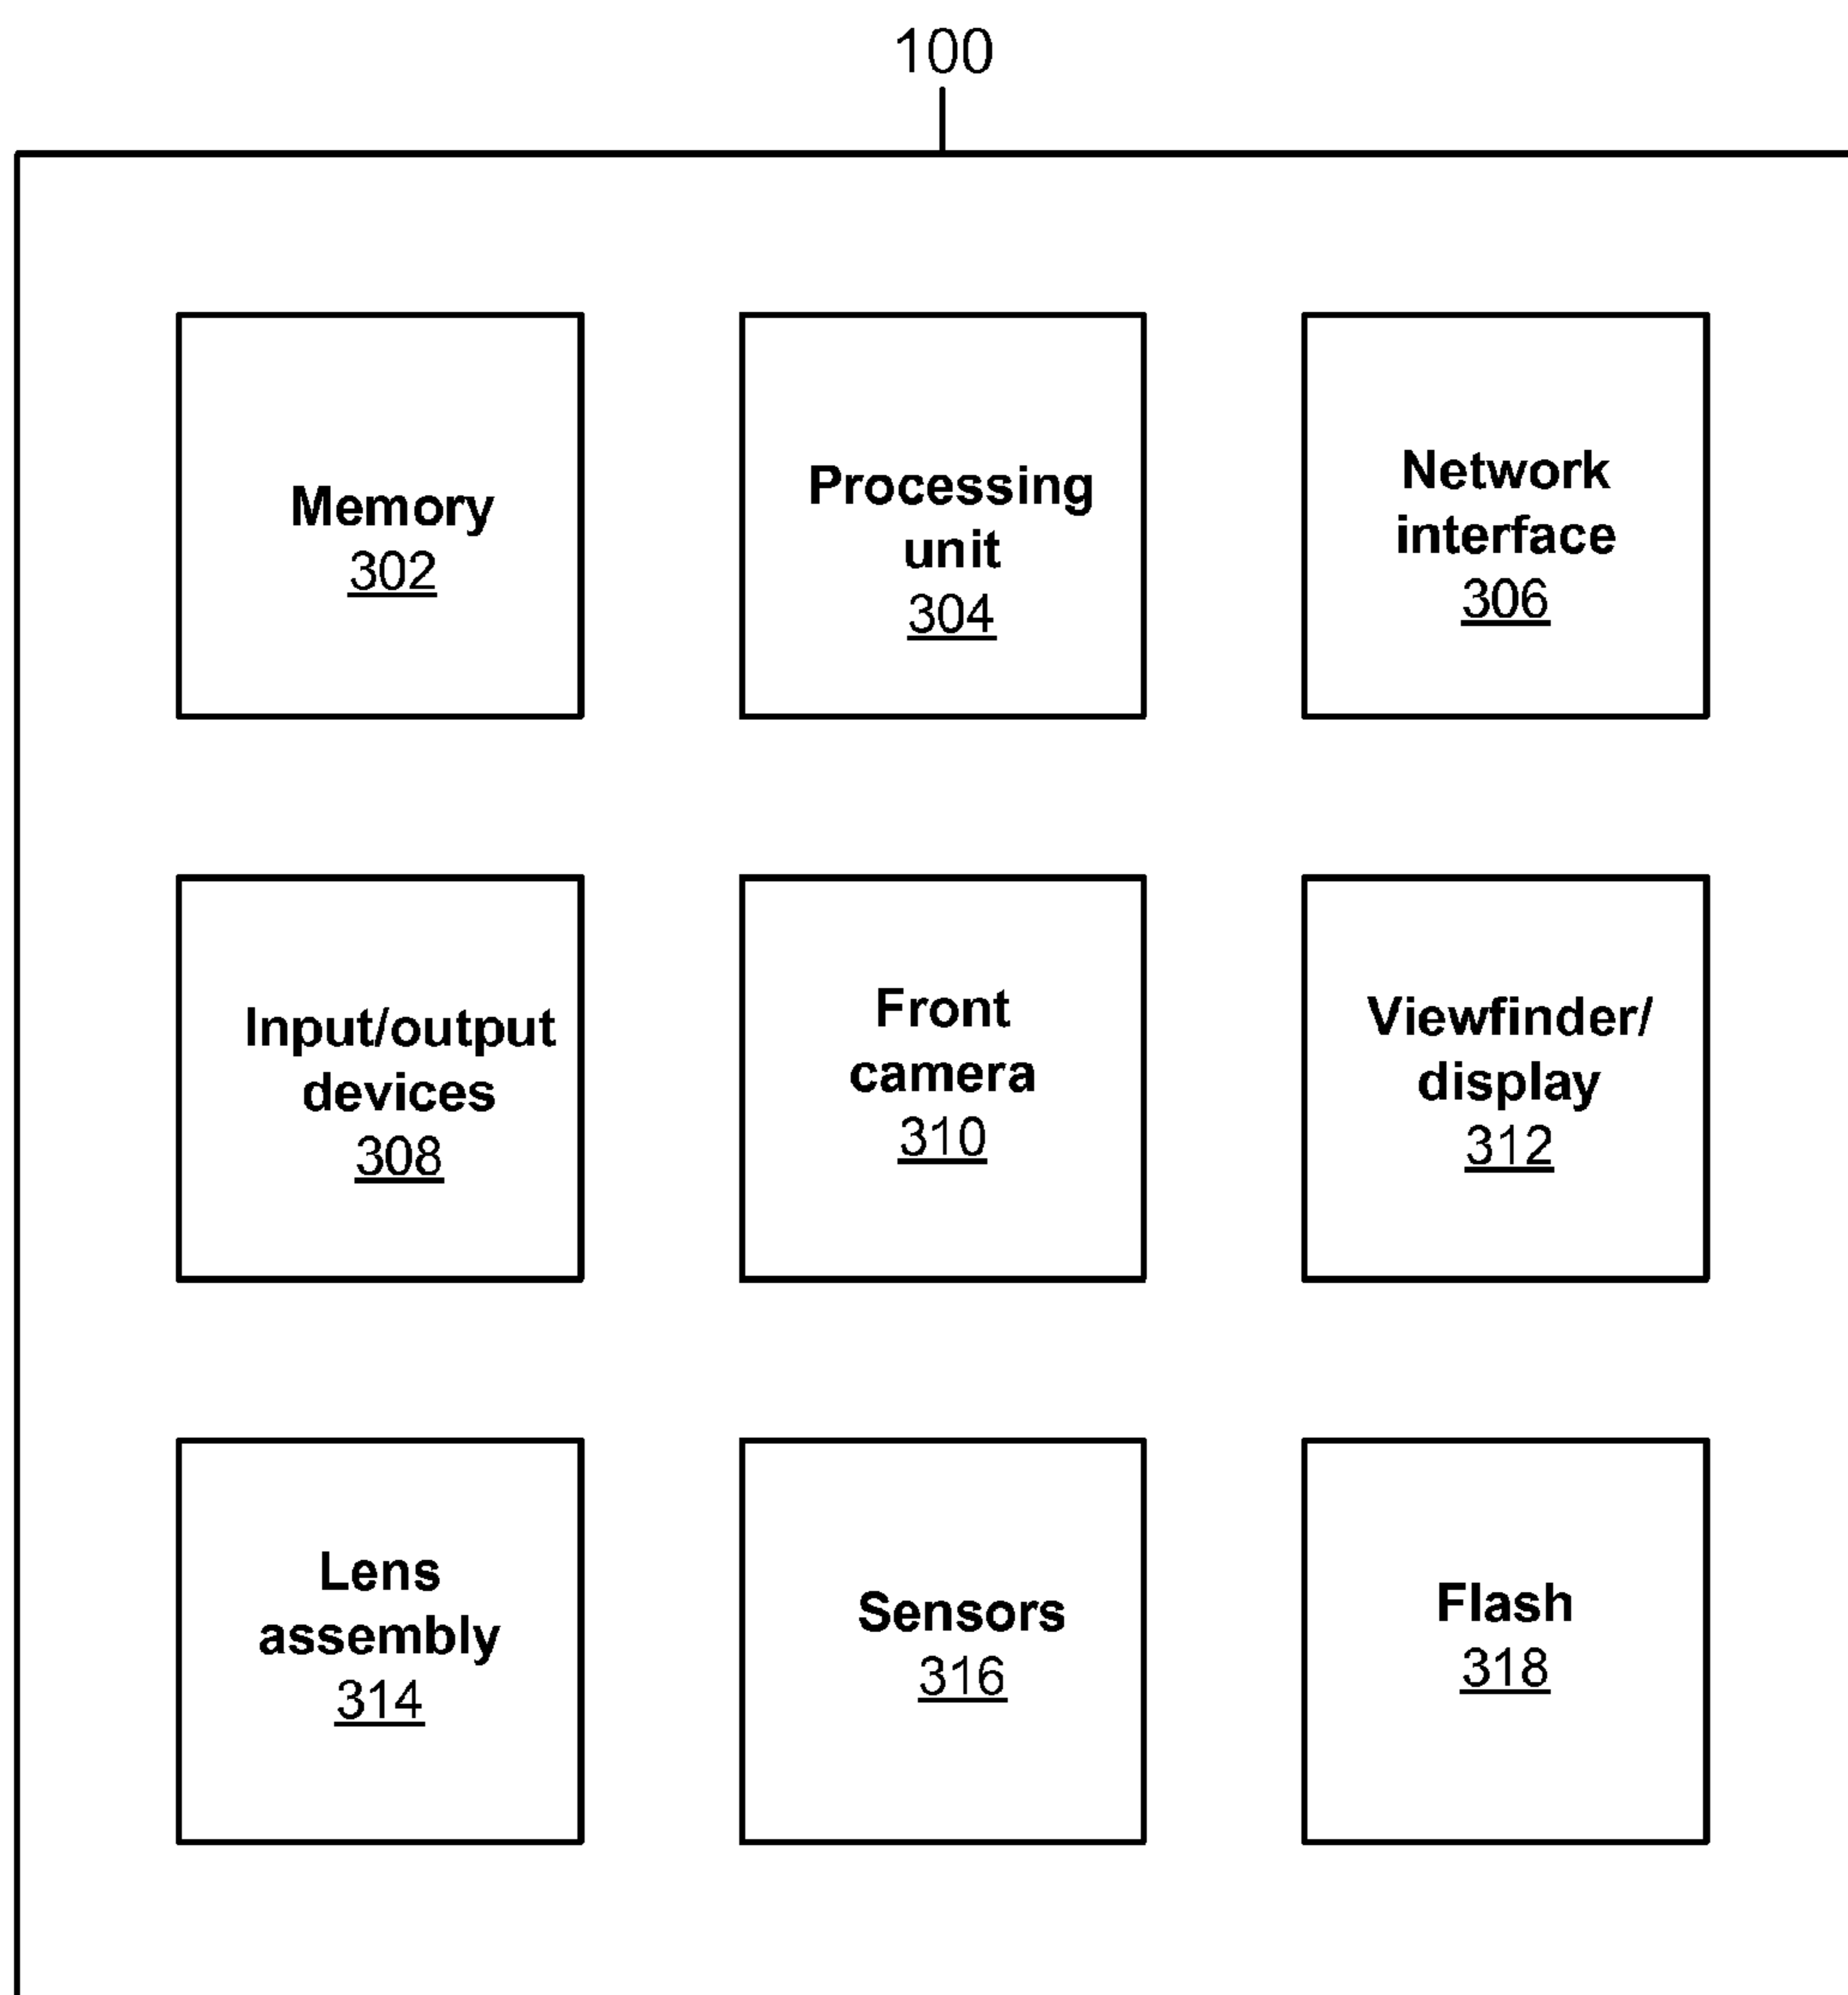 100
Memory
302
Processing
unit
304
Network
interface
306
Input/output
devices
308
Front
camera
310
Viewfinder/
display
312
Lens
assembly
314
Sensors
316
Flash
318